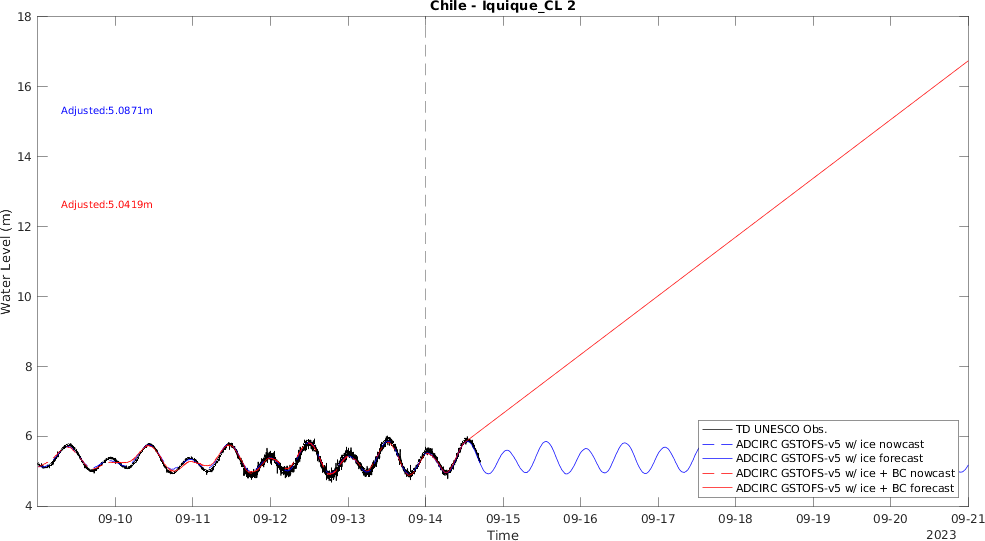 Chile - Iquique_CL 2
18
16
14
12
10
8
6
4
Water Level (m)
Adjusted:5.0871m
Adjusted:5.0419m
TD UNESCO Obs.
ADCIRC GSTOFS-v5 w/ ice nowcast
ADCIRC GSTOFS-v5 w/ ice forecast
ADCIRC GSTOFS-v5 w/ ice + BC nowcast
ADCIRC GSTOFS-v5 w/ ice + BC forecast
09-10 09-11 09-12 09-13 09-14 09-15 09-16 09-17 09-18 09-19 09-20 09-21
Time
2023